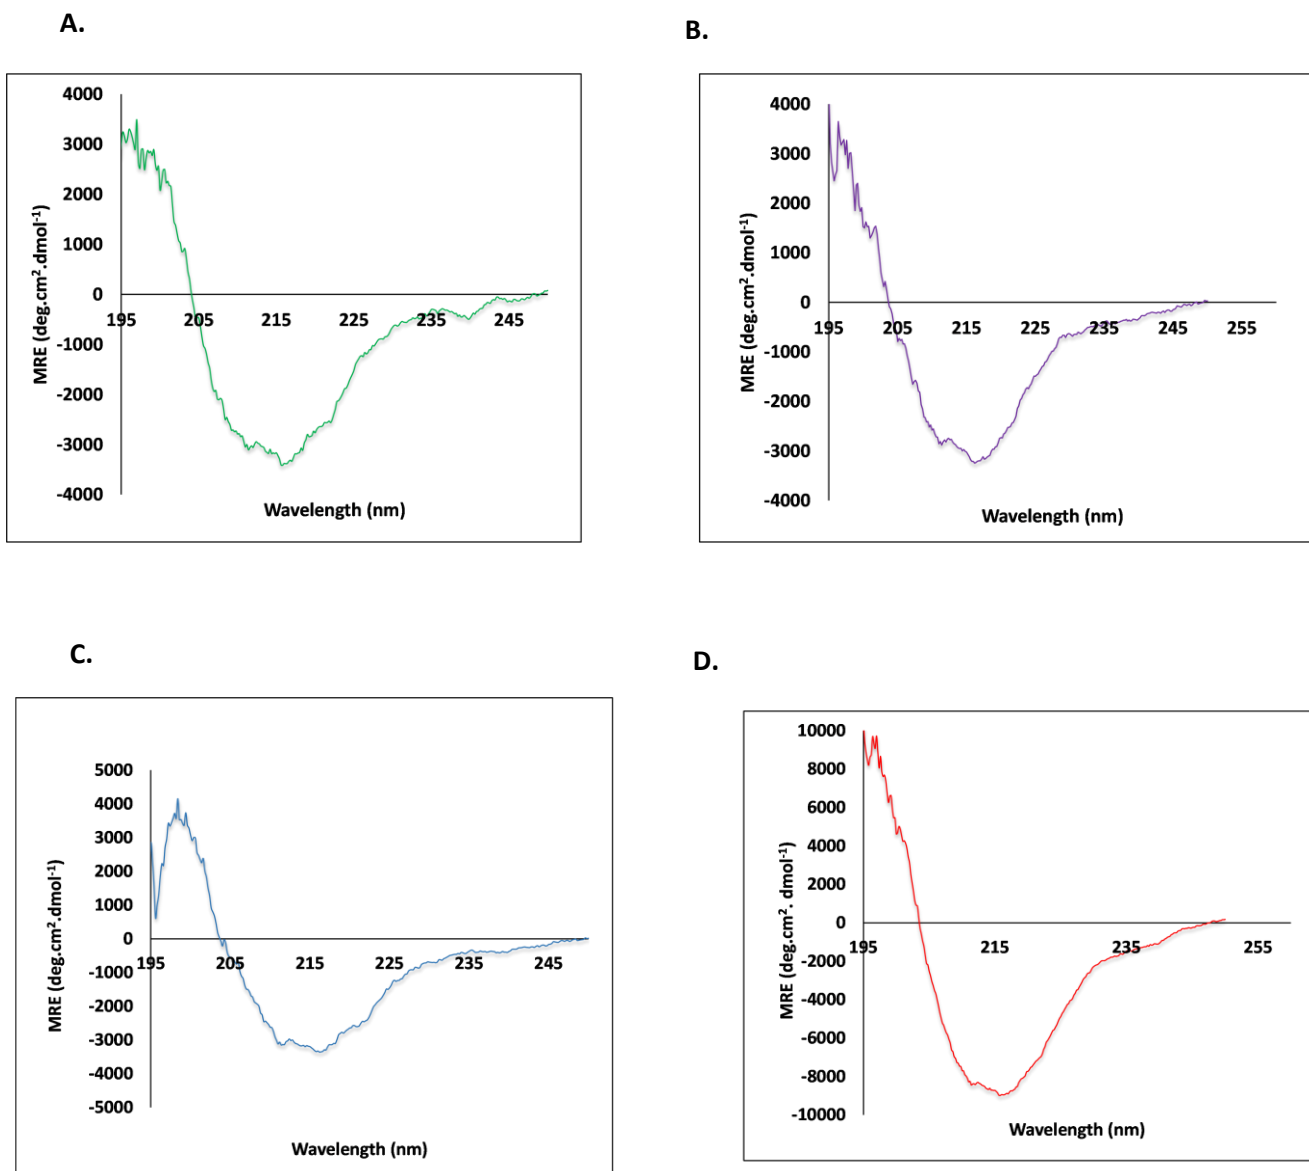 A.
4000
3000
2000
1000
0
-1000
-2000
-3000
-4000
195 205 215 225 235 245
MRE (deg.cm².dmol⁻¹)
Wavelength (nm)
B.
4000
3000
2000
1000
0
-1000
-2000
-3000
-4000
195 205 215 225 235 245 255
MRE (deg.cm².dmol⁻¹)
Wavelength (nm)
C.
5000
4000
3000
2000
1000
0
-1000
-2000
-3000
-4000
-5000
195 205 215 225 235 245
MRE (deg.cm².dmol⁻¹)
Wavelength (nm)
D.
10000
8000
6000
4000
2000
0
-2000
-4000
-6000
-8000
-10000
195 215 235 255
MRE (deg.cm². dmol⁻¹)
Wavelength (nm)